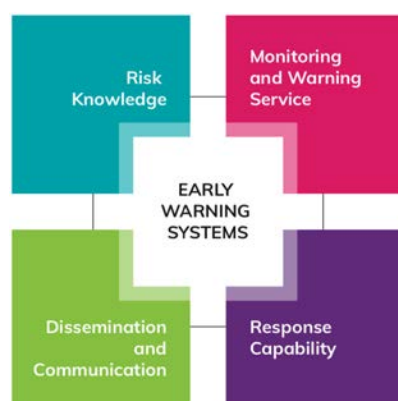 Risk
Knowledge
Monitoring
and Warning
Service
EARLY
WARNING
SYSTEMS
Dissemination
and
Communication
Response
Capability